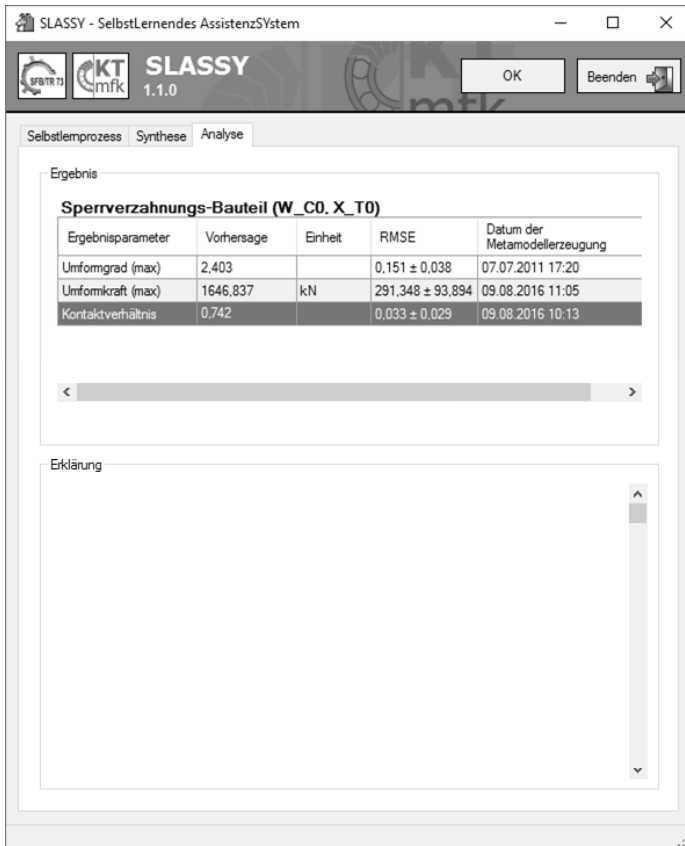 SLASSY - SelbstLernendes AssistenzSYstem
SFB/TR 73
KT
mfk
SLASSY
1.1.0
OK
Beenden
Selbstlernprozess Synthese Analyse
Ergebnis
Sperrverzahnungs-Bauteil (W_C0, X_T0)
Ergebnisparameter Vorhersage Einheit RMSE Datum der Metamodellerzeugung
Umformgrad (max) 2,403 0,151 ± 0,038 07.07.2011 17:20
Umformkraft (max) 1646,837 kN 291,348 ± 93,894 09.08.2016 11:05
Kontaktverhältnis 0,742 0,033 ± 0,029 09.08.2016 10:13
Erklärung